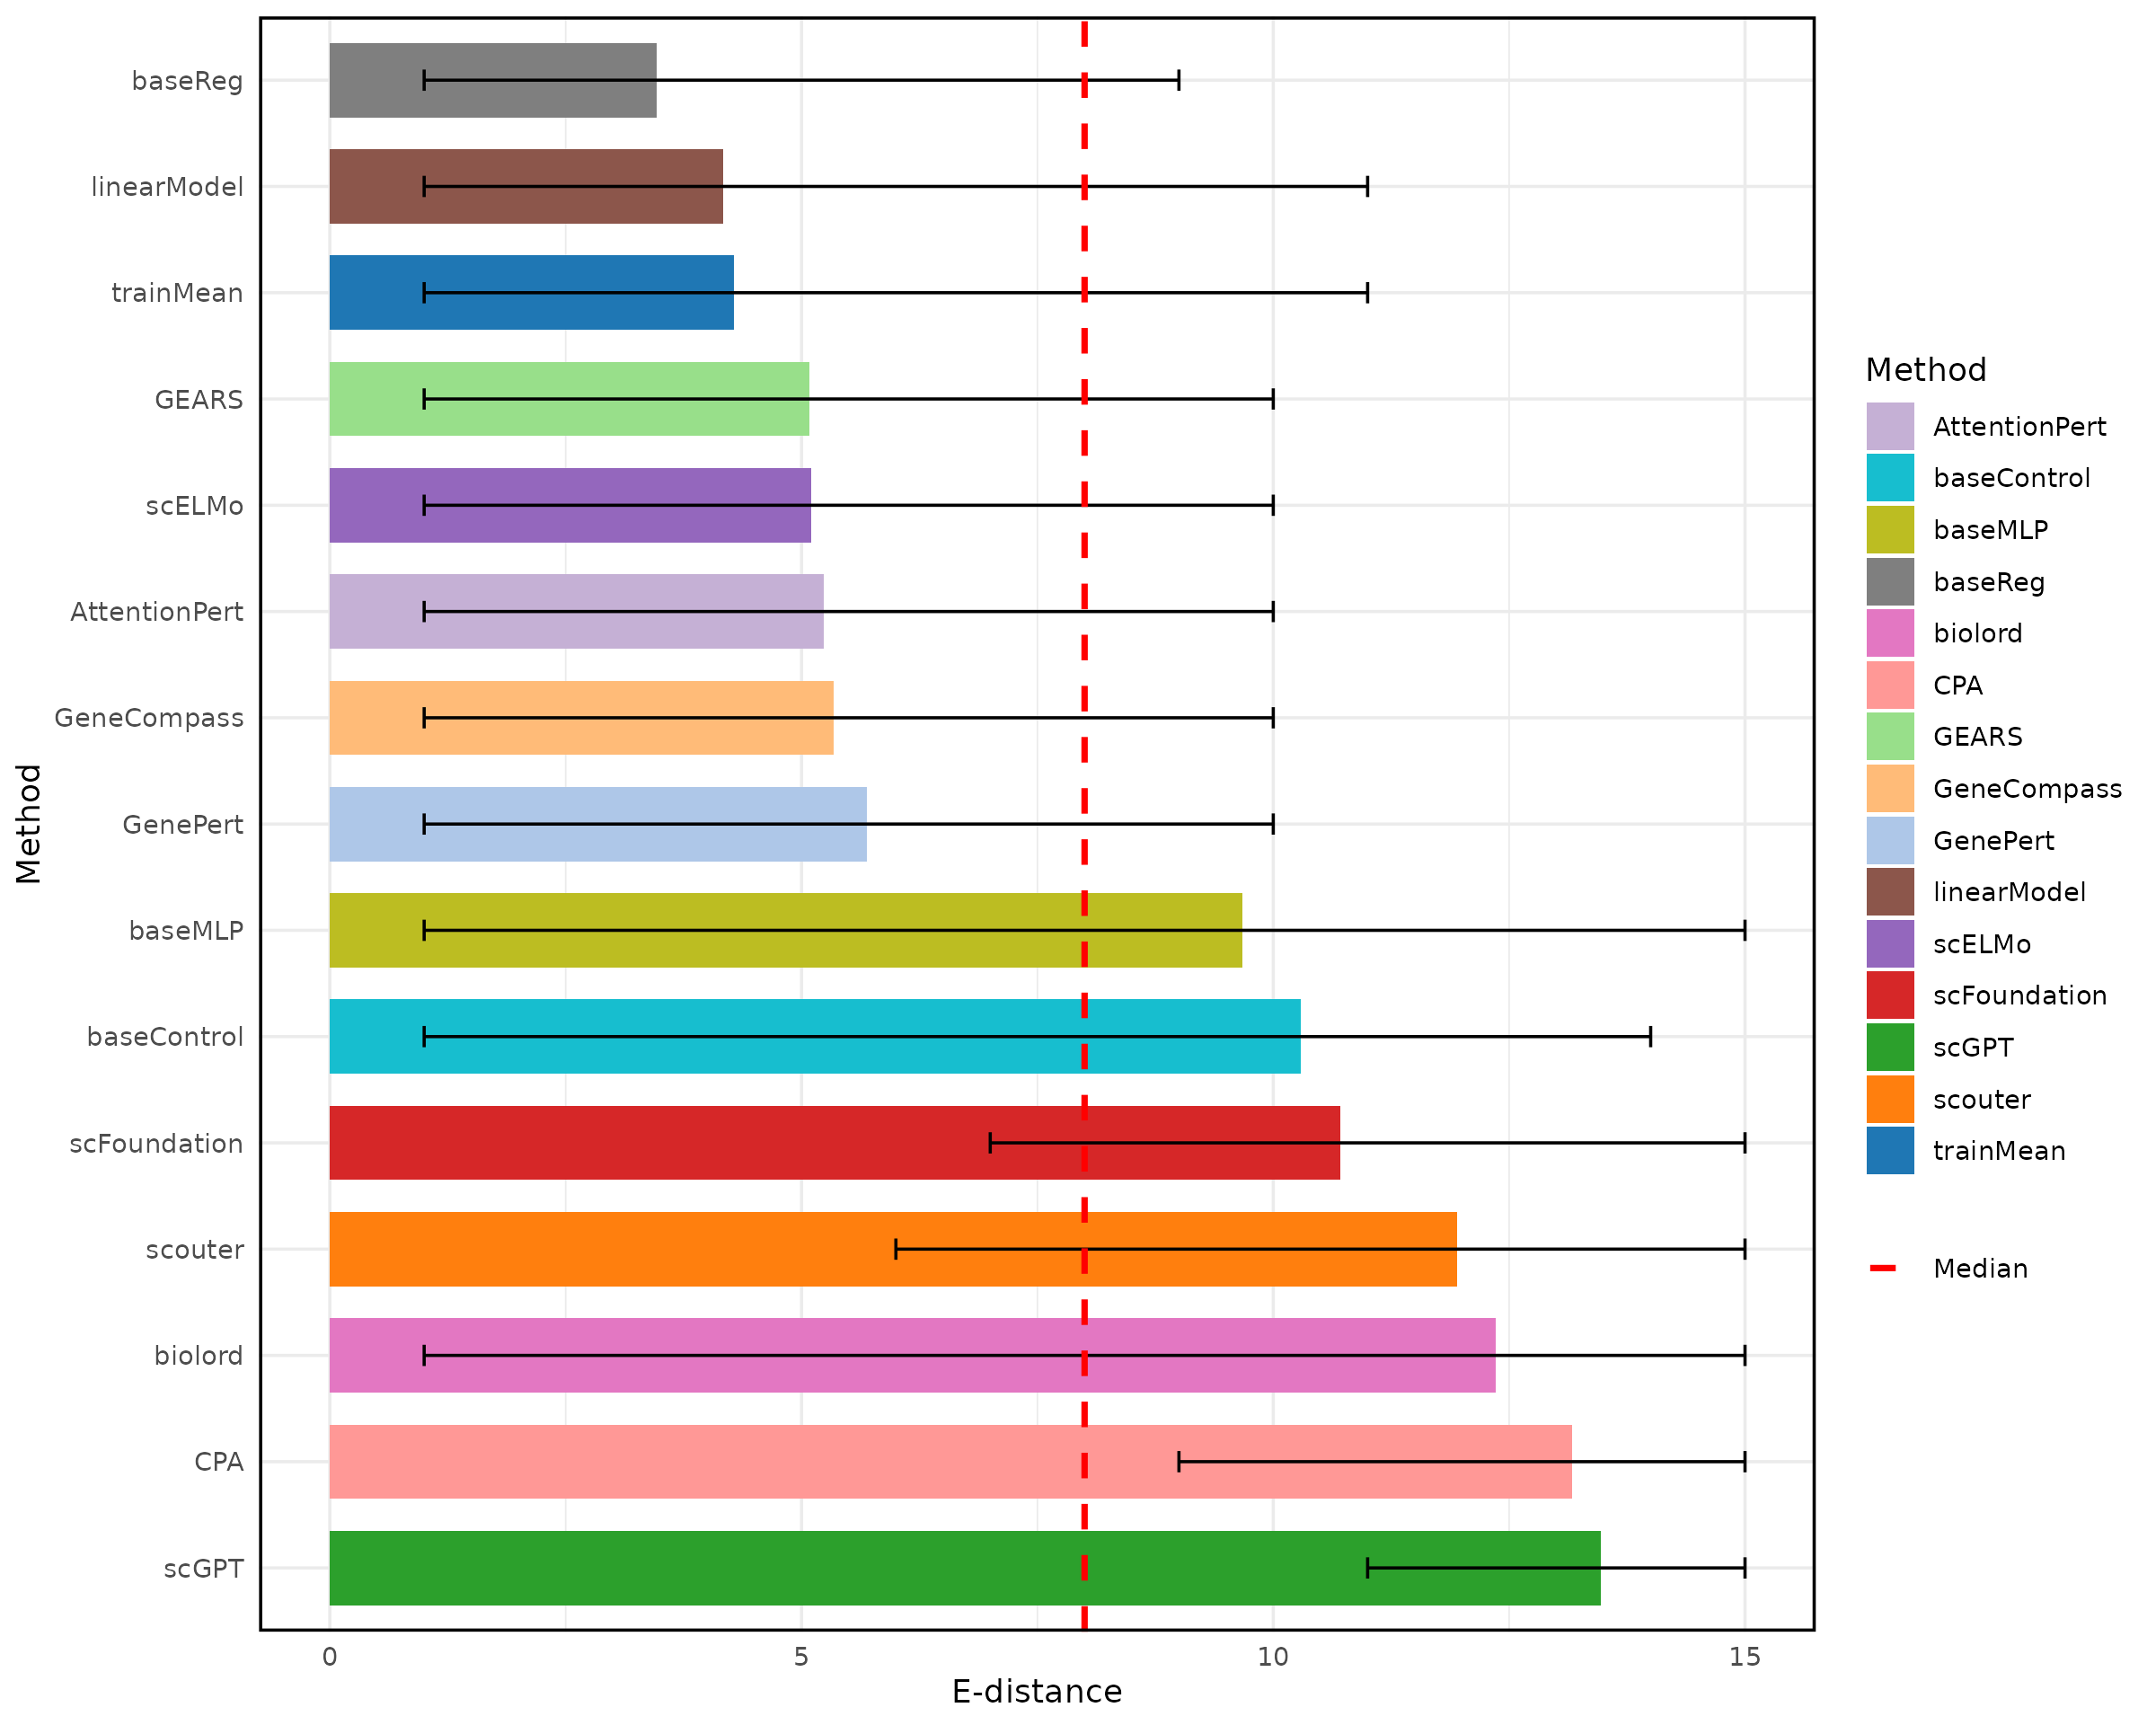 baseReg
linearModel
trainMean
GEARS
scELMo
AttentionPert
GeneCompass
GenePert
baseMLP
baseControl
scFoundation
scouter
biolord
CPA
scGPT
Method
0 5 10 15
E-distance
Method
AttentionPert
baseControl
baseMLP
baseReg
biolord
CPA
GEARS
GeneCompass
GenePert
linearModel
scELMo
scFoundation
scGPT
scouter
trainMean
Median